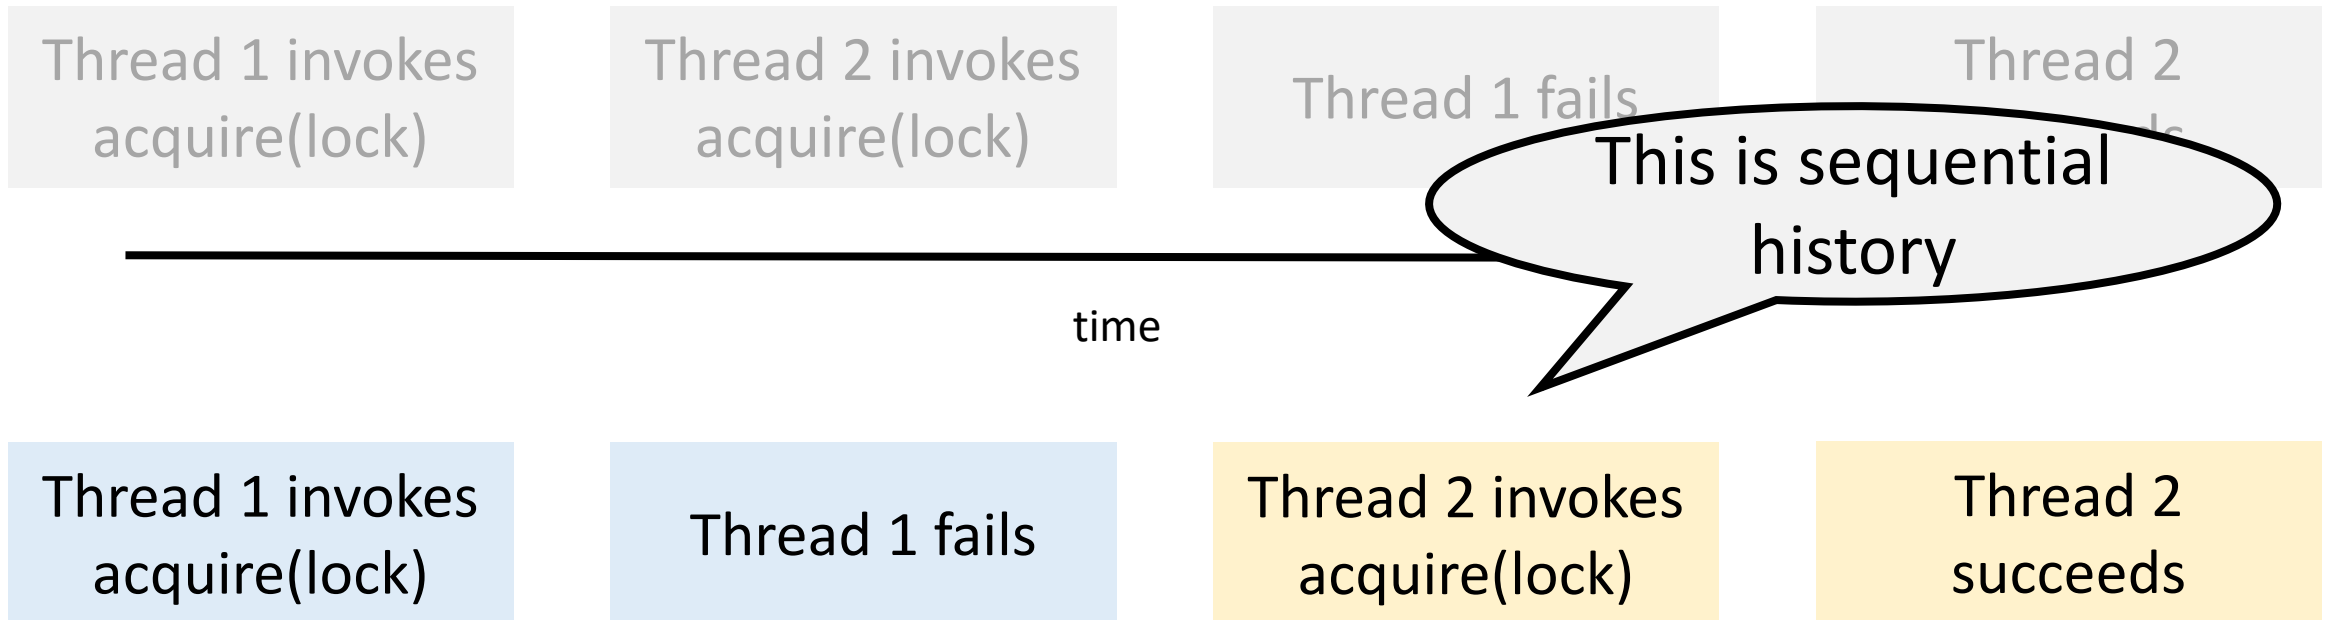 Thread 1 invokes
acquire(lock)
Thread 2 invokes
acquire(lock)
Thread 1 fails
Thread 2
This is sequential
history
time
Thread 1 invokes
acquire(lock)
Thread 1 fails
Thread 2 invokes
acquire(lock)
Thread 2
succeeds